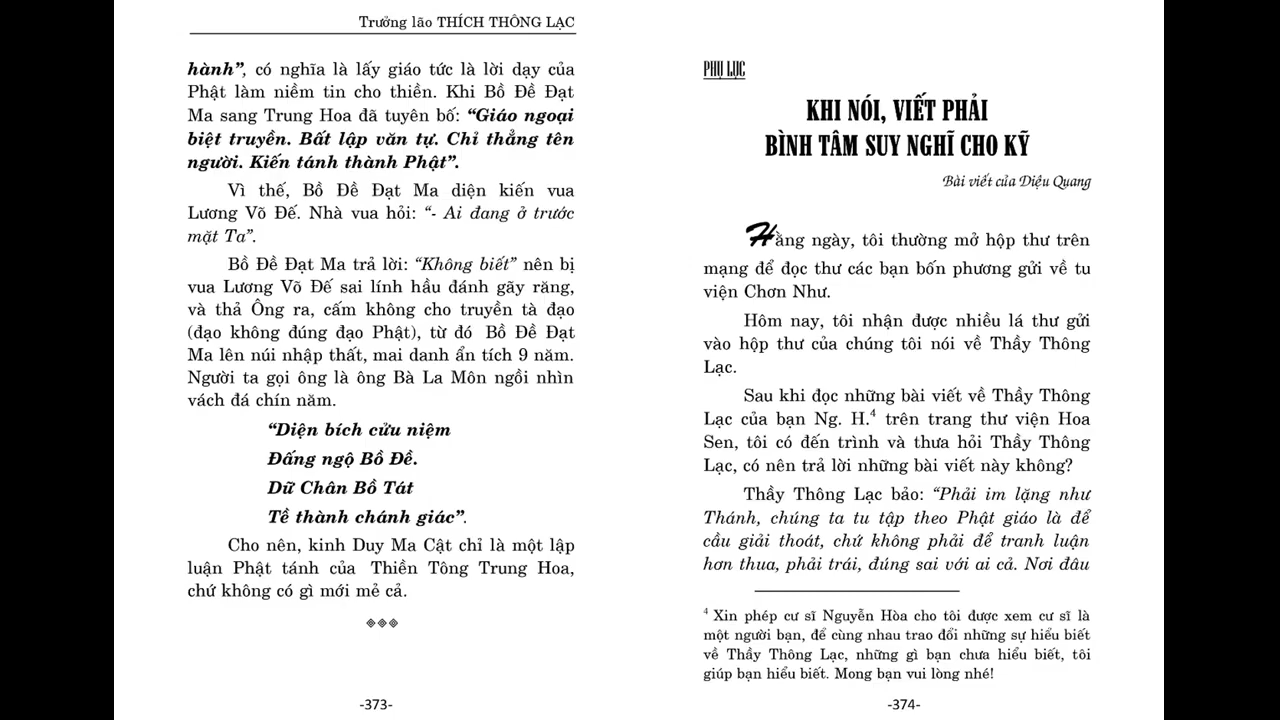 Trưởng lão THÍCH THÔNG LẠC
hành”, có nghĩa là lấy giáo tức là lời dạy của
Phật làm niềm tin cho thiền. Khi Bồ Đề Đạt
Ma sang Trung Hoa đã tuyên bố: “Giáo ngoại
biệt truyền. Bất lập văn tự. Chỉ thẳng tên
người. Kiến tánh thành Phật”.
Vì thế, Bồ Đề Đạt Ma diện kiến vua
Lương Võ Đế. Nhà vua hỏi: “- Ai đang ở trước
mặt Ta”.
Bồ Đề Đạt Ma trả lời: “Không biết” nên bị
vua Lương Võ Đế sai lính hầu đánh gãy răng,
và thả Ông ra, cấm không cho truyền tà đạo
(đạo không đúng đạo Phật), từ đó Bồ Đề Đạt
Ma lên núi nhập thất, mai danh ẩn tích 9 năm.
Người ta gọi ông là ông Bà La Môn ngồi nhìn
vách đá chín năm.
“Diện bích cửu niệm
Đấng ngộ Bồ Đề.
Dữ Chân Bồ Tát
Tề thành chánh giác”.
Cho nên, kinh Duy Ma Cật chỉ là một lập
luận Phật tánh của Thiền Tông Trung Hoa,
chứ không có gì mới mẻ cả.
-373-
PHỤ LỤC
KHI NÓI, VIẾT PHẢI
BÌNH TÂM SUY NGHĨ CHO KỸ
Bài viết của Diệu Quang
Hằng ngày, tôi thường mở hộp thư trên
mạng để đọc thư các bạn bốn phương gửi về tu
viện Chơn Như.
Hôm nay, tôi nhận được nhiều lá thư gửi
vào hộp thư của chúng tôi nói về Thầy Thông
Lạc.
Sau khi đọc những bài viết về Thầy Thông
Lạc của bạn Ng. H.4 trên trang thư viện Hoa
Sen, tôi có đến trình và thưa hỏi Thầy Thông
Lạc, có nên trả lời những bài viết này không?
Thầy Thông Lạc bảo: “Phải im lặng như
Thánh, chúng ta tu tập theo Phật giáo là để
cầu giải thoát, chứ không phải để tranh luận
hơn thua, phải trái, đúng sai với ai cả. Nơi đâu
4 Xin phép cư sĩ Nguyễn Hòa cho tôi được xem cư sĩ là
một người bạn, để cùng nhau trao đổi những sự hiểu biết
về Thầy Thông Lạc, những gì bạn chưa hiểu biết, tôi
giúp bạn hiểu biết. Mong bạn vui lòng nhé!
-374-